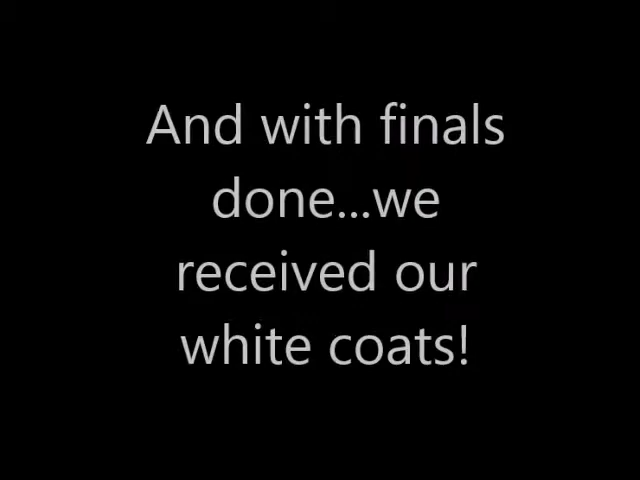 And with finals
done...we
received our
white coats!